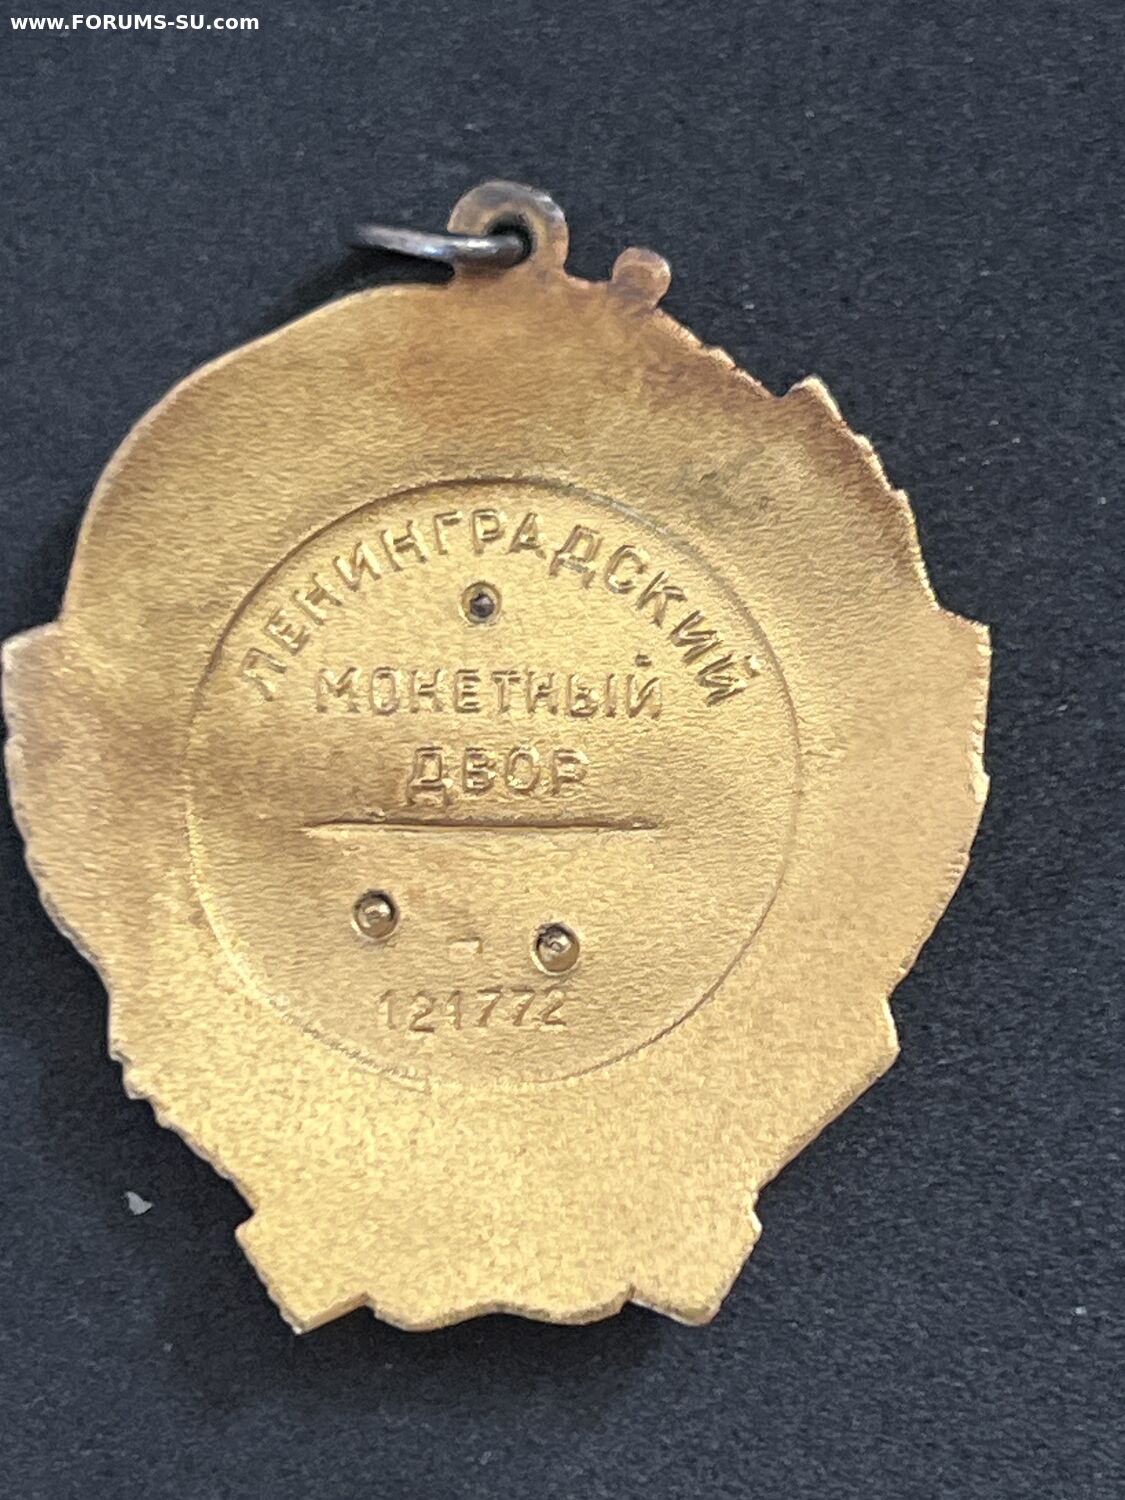 www.FORUMS-SU.com
ЛЕНИНГРАДСКИЙ
МОНЕТНЫЙ
ДВОР
121772